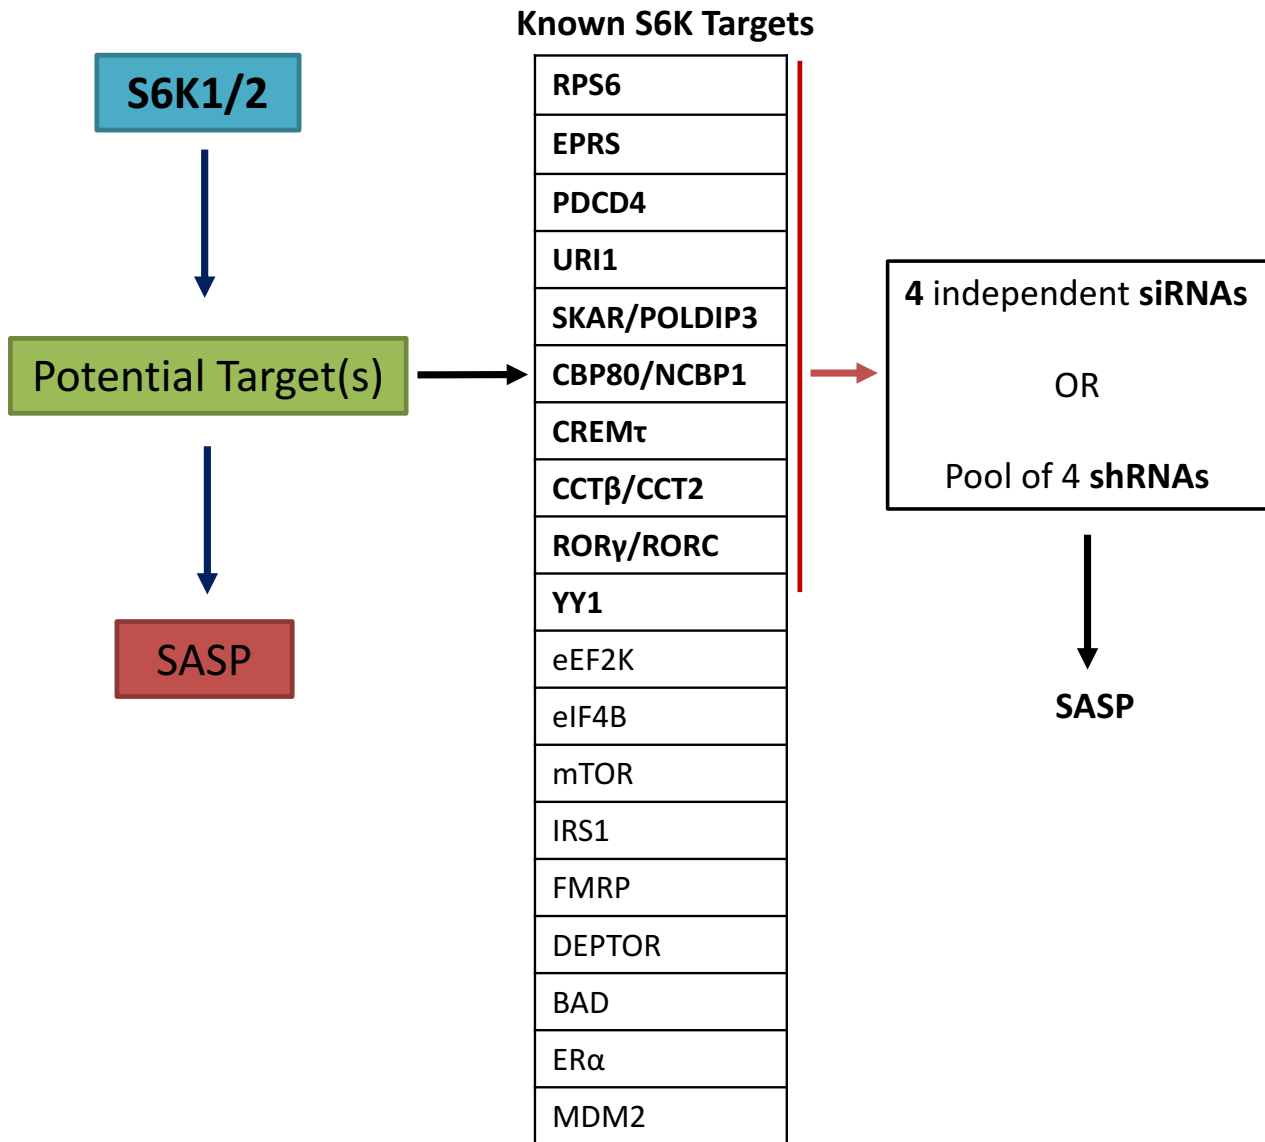 Known S6K Targets
S6K1/2
Potential Target(s)
SASP
RPS6
EPRS
PDCD4
URI1
SKAR/POLDIP3
CBP80/NCBP1
CREMτ
CCTβ/CCT2
RORγ/RORC
YY1
eEF2K
eIF4B
mTOR
IRS1
FMRP
DEPTOR
BAD
ERα
MDM2
4 independent siRNAs
OR
Pool of 4 shRNAs
SASP